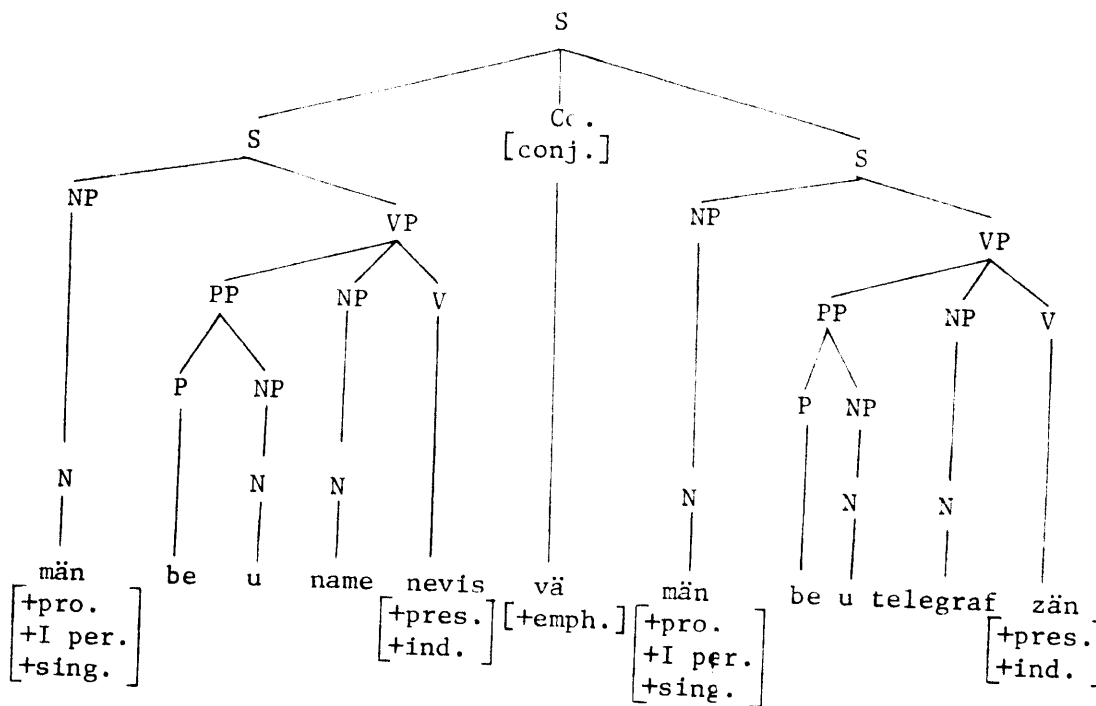 S
S
Co.
[conj.]
S
NP
VP
NP
VP
PP
NP
V
PP
NP
V
P
NP
P
NP
N
N
N
N
N
N
män be u name nevis vä män be u telegraf zän
[+pro. +I per. +sing.]
[+pres. +ind.]
[+emph.]
[+pro. +I per. +sing.]
[+pres. +ind.]